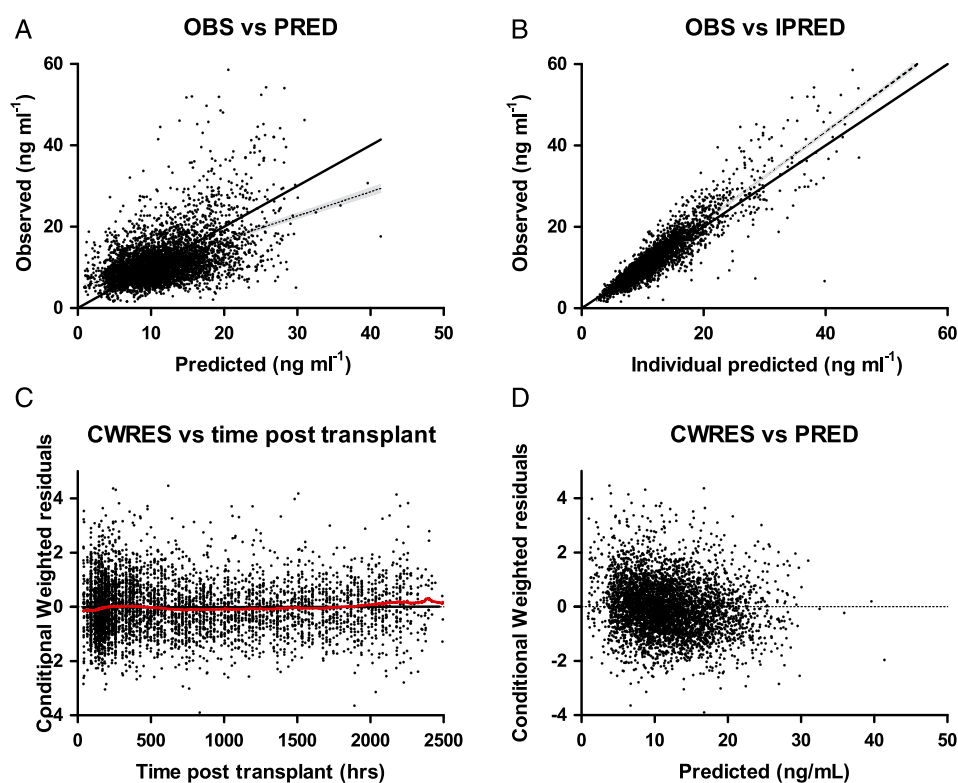 A
OBS vs PRED
60
40
20
0
Observed (ng ml⁻¹)
0 10 20 30 40 50
Predicted (ng ml⁻¹)
B
OBS vs IPRED
60
40
20
0
Observed (ng ml⁻¹)
0 20 40 60
Individual predicted (ng ml⁻¹)
C
CWRES vs time post transplant
4
2
0
-2
-4
Conditional Weighted residuals
0 500 1000 1500 2000 2500
Time post transplant (hrs)
D
CWRES vs PRED
4
2
0
-2
-4
Conditional Weighted residuals
0 10 20 30 40 50
Predicted (ng/mL)